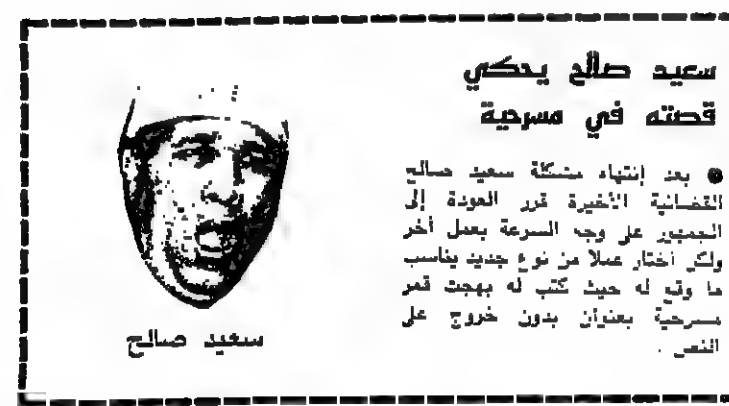 سعيد صالح يحكي
قصته في مسرحية
● بعد إنتهاء مشكلة سعيد صالح
القضائية الأخيرة قرر العودة إلى
الجمهور على وجه السرعة بعمل أخر
ولكن اختار عملا من نوع جديد يناسب
ما وقع له حيث كتب له بهجت قمر
مسرحية بعنوان بدون خروج على
النص .
سعيد صالح